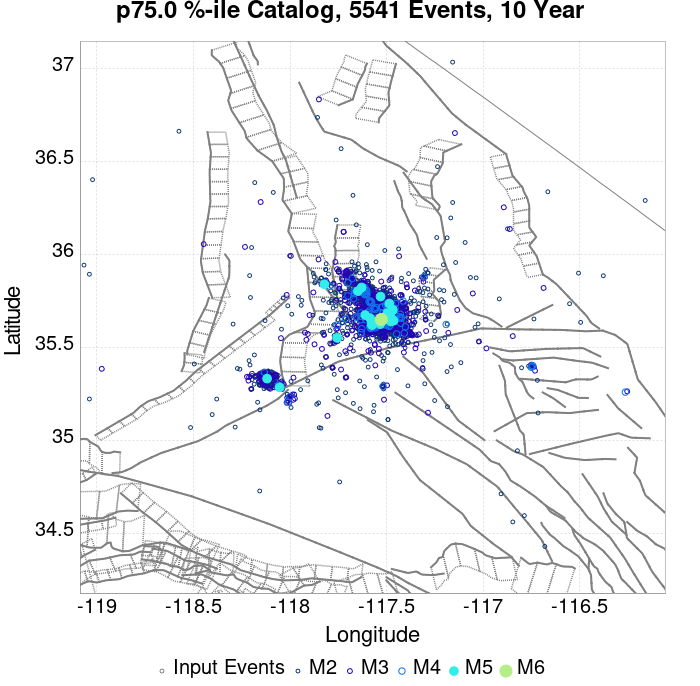 p75.0 %-ile Catalog, 5541 Events, 10 Year
37
36.5
36
35.5
35
34.5
Latitude
-119 -118.5 -118 -117.5 -117 -116.5
Longitude
Input Events M2 M3 M4 M5 M6